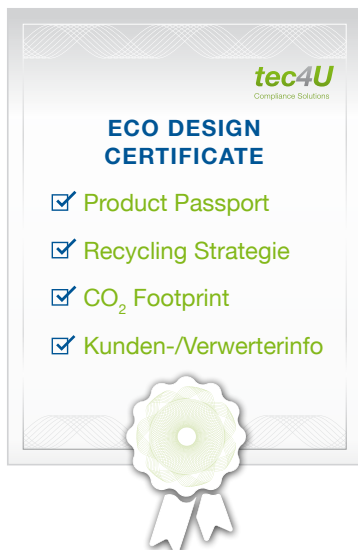 tec4U
Compliance Solutions
ECO DESIGN
CERTIFICATE
Product Passport
Recycling Strategie
CO₂ Footprint
Kunden-/Verwerterinfo